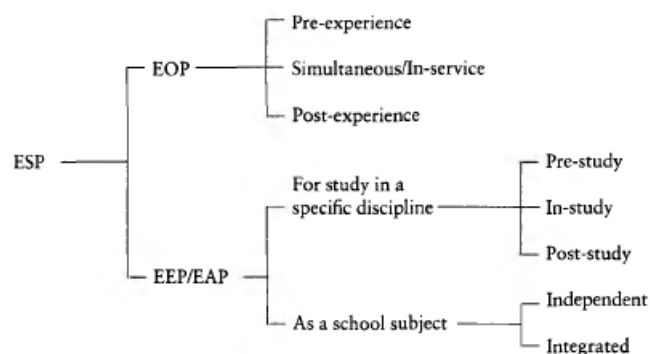 Pre-experience
EOP
Simultaneous/In-service
Post-experience
ESP
For study in a
specific discipline
Pre-study
In-study
Post-study
EEP/EAP
As a school subject
Independent
Integrated